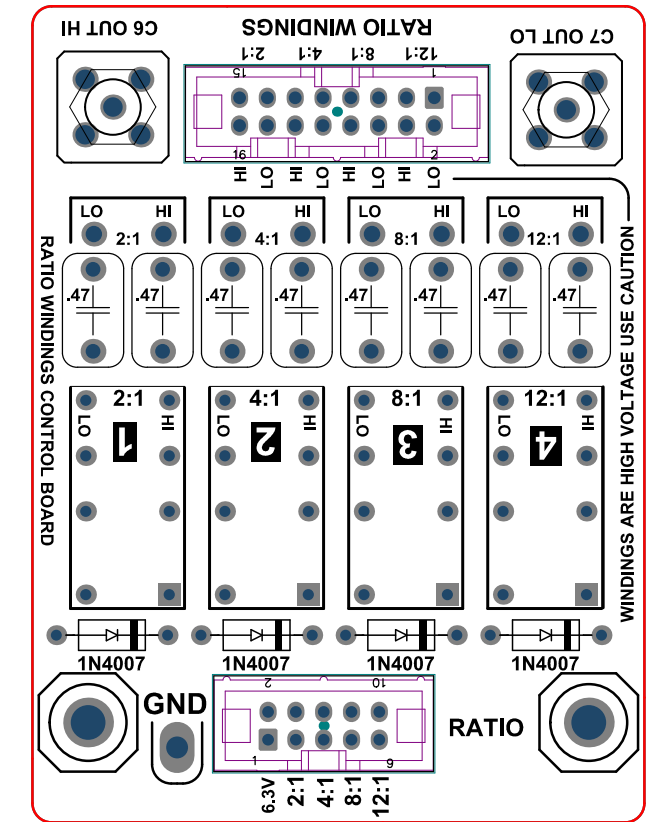 C6 OUT HI
RATIO WINDINGS
C7 OUT LO
2:1 4:1 8:1 12:1
15 1
16 2
HI LO HI LO HI LO HI LO
LO HI LO HI LO HI LO HI
2:1 4:1 8:1 12:1
.47 .47 .47 .47 .47 .47 .47 .47
RATIO WINDINGS CONTROL BOARD
WINDINGS ARE HIGH VOLTAGE USE CAUTION
2:1 4:1 8:1 12:1
LO HI LO HI LO HI LO HI
1 2 3 4
1N4007 1N4007 1N4007 1N4007
GND
2 10
RATIO
1 9
6.3V 2:1 4:1 8:1 12:1